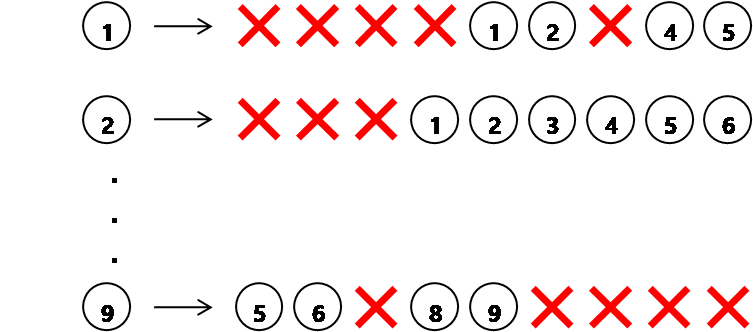 1 → ✕ ✕ ✕ ✕ 1 2 ✕ 4 5
2 → ✕ ✕ ✕ 1 2 3 4 5 6
.
.
.
9 → 5 6 ✕ 8 9 ✕ ✕ ✕ ✕